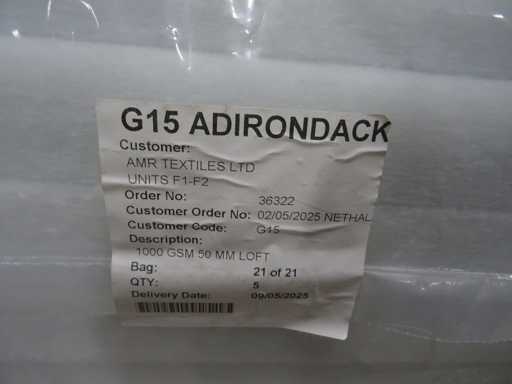 G15 ADIRONDACK
Customer:
AMR TEXTILES LTD
UNITS F1-F2
Order No: 36322
Customer Order No: 02/05/2025 NETHAL
Customer Code: G15
Description:
1000 GSM 50 MM LOFT
Bag: 21 of 21
QTY: 5
Delivery Date: 09/05/2025